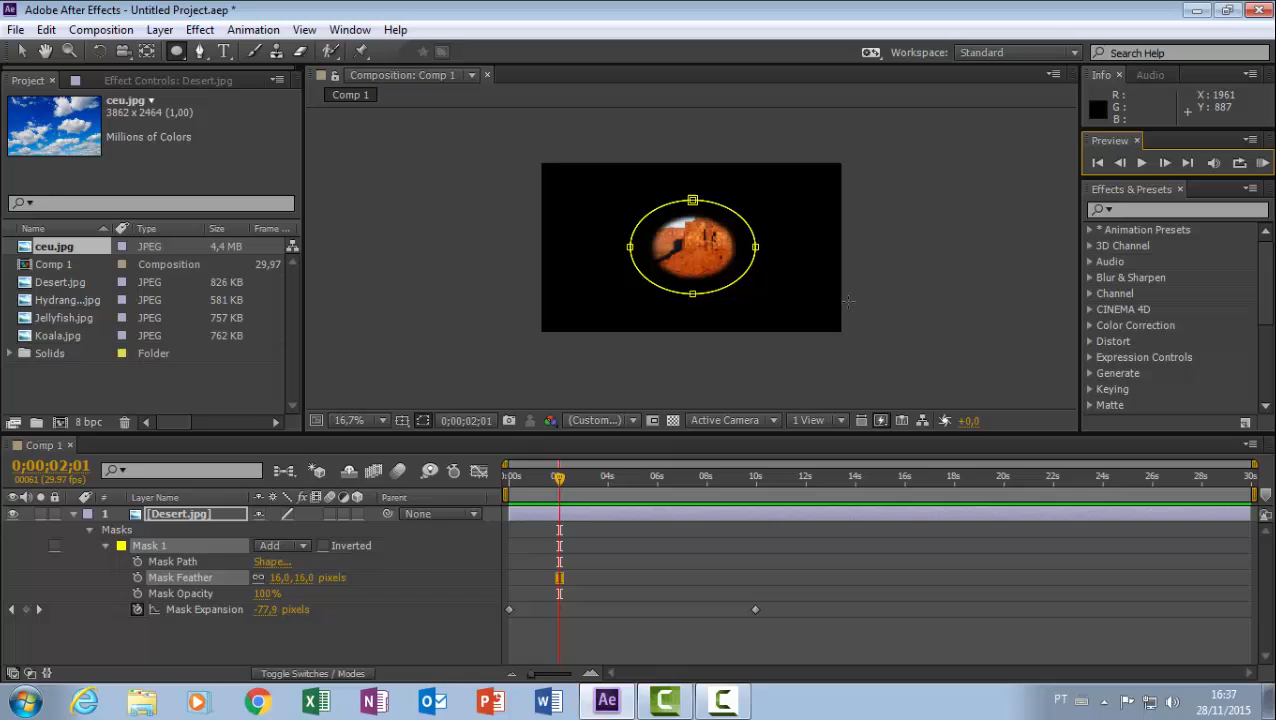 Ae Adobe After Effects - Untitled Project.aep *
File Edit Composition Layer Effect Animation View Window Help
T Workspace: Standard Search Help
Project Effect Controls: Desert.jpg
ceu.jpg
3862 x 2464 (1,00)
Millions of Colors
Name Type Size Frame ...
ceu.jpg JPEG 4,4 MB
Comp 1 Composition 29,97
Desert.jpg JPEG 826 KB
Hydrang...jpg JPEG 581 KB
Jellyfish.jpg JPEG 757 KB
Koala.jpg JPEG 762 KB
Solids Folder
8 bpc
Composition: Comp 1
Comp 1
16,7% 0;00;02;01 (Custom...) Active Camera 1 View +0,0
Info Audio
R : X : 1961
G : Y : 887
B :
Preview
Effects & Presets
* Animation Presets
3D Channel
Audio
Blur & Sharpen
Channel
CINEMA 4D
Color Correction
Distort
Expression Controls
Generate
Keying
Matte
Comp 1
0;00;02;01
00061 (29.97 fps)
:00s 04s 06s 08s 10s 12s 14s 16s 18s 20s 22s 24s 26s 28s 30s
# Layer Name fx Parent
1 [Desert.jpg] None
Masks
Mask 1 Add Inverted
Mask Path Shape...
Mask Feather 16,0,16,0 pixels
Mask Opacity 100%
Mask Expansion -77,9 pixels
Toggle Switches / Modes
Ae PT 16:37
28/11/2015